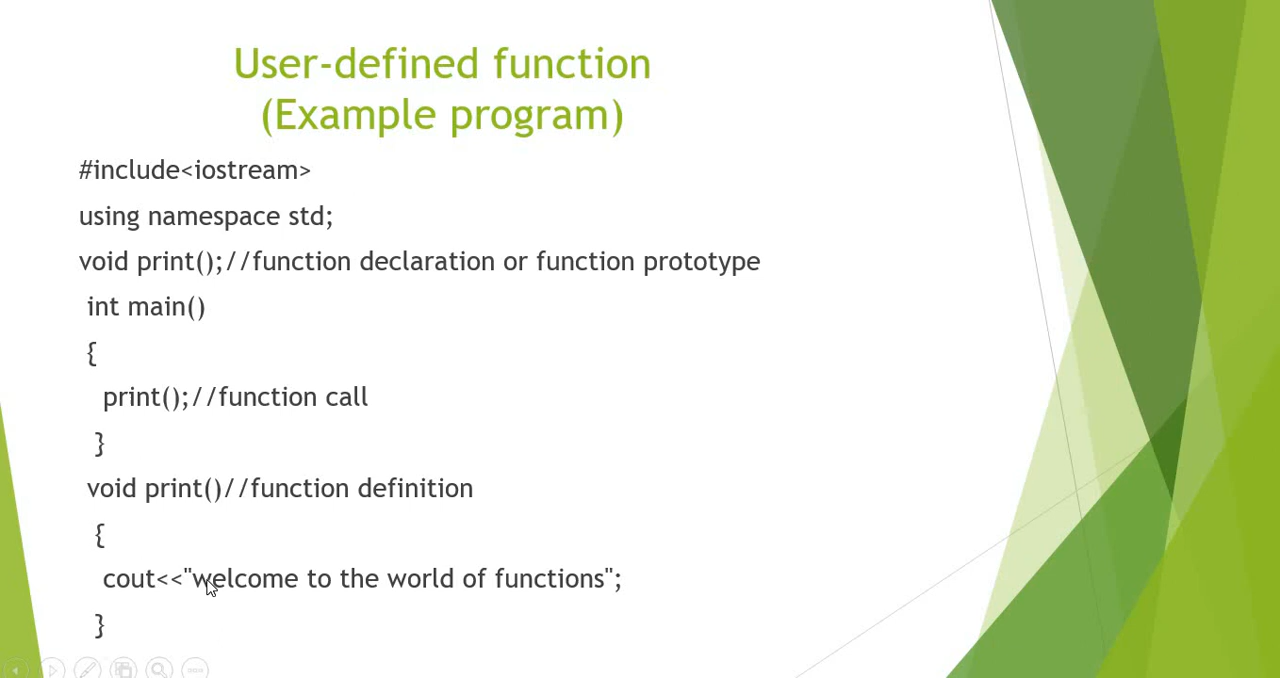 User-defined function
(Example program)
#include<iostream>
using namespace std;
void print();//function declaration or function prototype
int main()
{
print();//function call
}
void print()//function definition
{
cout<<"welcome to the world of functions";
}